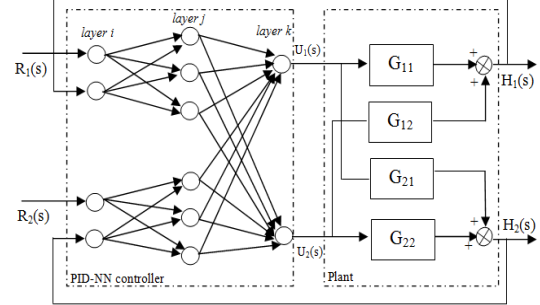 layer i
layer j
layer k
U1(s)
R1(s)
G11
+
+
H1(s)
G12
G21
R2(s)
U2(s)
G22
+
+
H2(s)
PID-NN controller
Plant